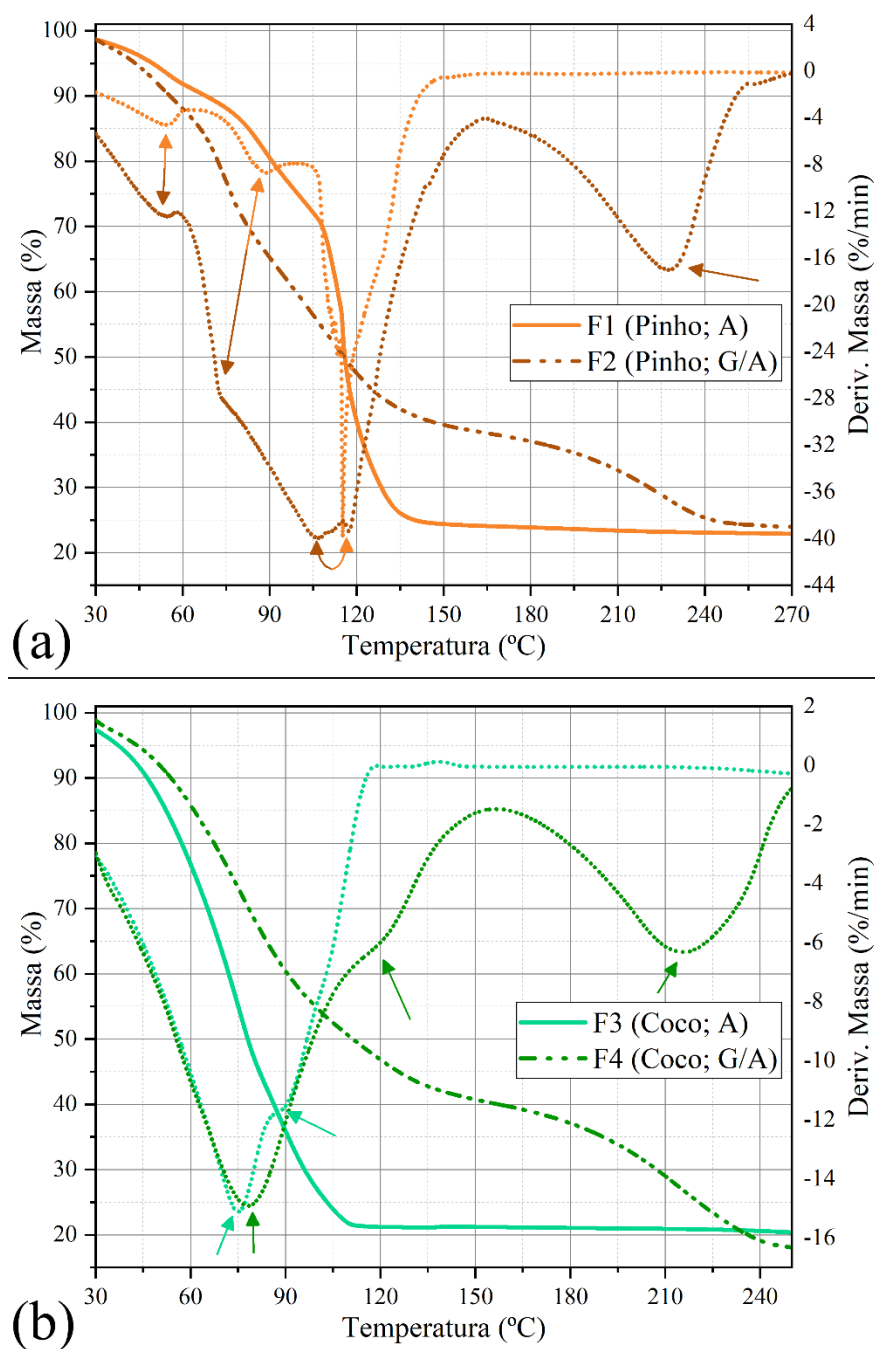 100
90
80
70
60
50
40
30
20
Massa (%)
4
0
-4
-8
-12
-16
-20
-24
-28
-32
-36
-40
-44
Deriv. Massa (%/min)
F1 (Pinho; A)
F2 (Pinho; G/A)
30 60 90 120 150 180 210 240 270
Temperatura (ºC)
(a)
100
90
80
70
60
50
40
30
20
Massa (%)
2
0
-2
-4
-6
-8
-10
-12
-14
-16
Deriv. Massa (%/min)
F3 (Coco; A)
F4 (Coco; G/A)
30 60 90 120 150 180 210 240
Temperatura (ºC)
(b)